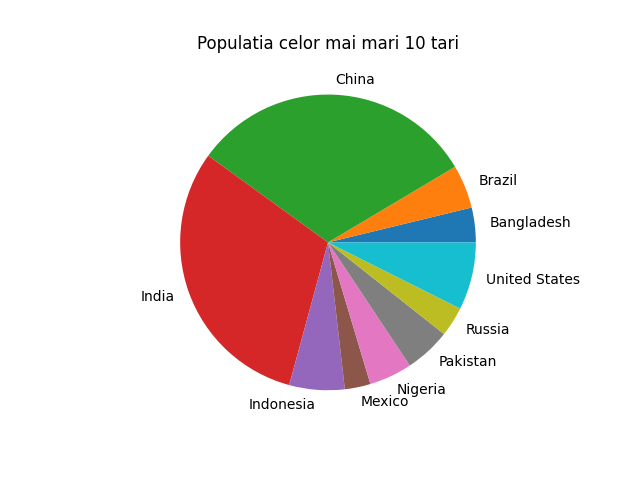 Populatia celor mai mari 10 tari
China
Brazil
Bangladesh
United States
India
Russia
Pakistan
Nigeria
Mexico
Indonesia